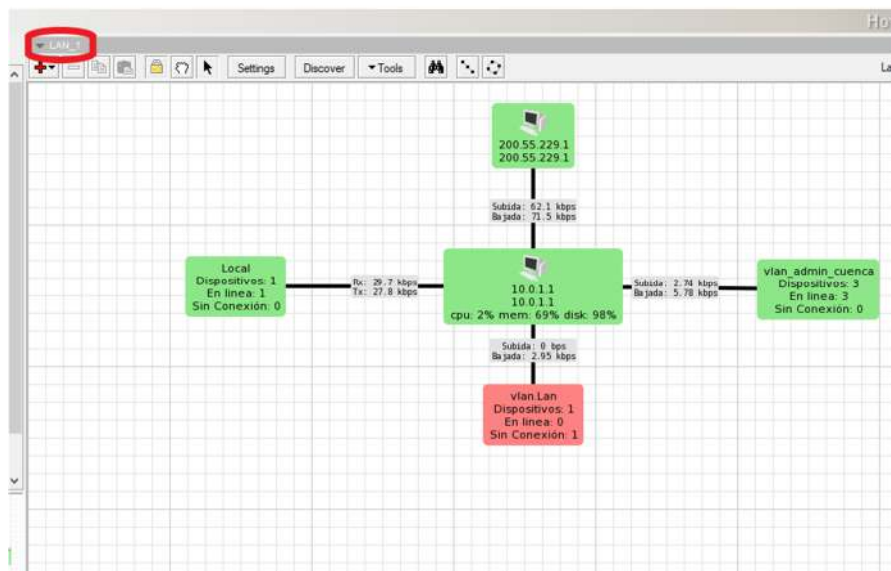 Ho
LAN_1
Settings
Discover
Tools
La
200.55.229.1
200.55.229.1
Subida: 62.1 kbps
Bajada: 71.5 kbps
Local
Dispositivos: 1
En linea: 1
Sin Conexión: 0
Rx: 29.7 kbps
Tx: 27.8 kbps
10.0.1.1
10.0.1.1
cpu: 2% mem: 69% disk: 98%
Subida: 2.74 kbps
Bajada: 5.78 kbps
vlan_admin_cuenca
Dispositivos: 3
En linea: 3
Sin Conexión: 0
Subida: 0 bps
Bajada: 2.95 kbps
vlan.Lan
Dispositivos: 1
En linea: 0
Sin Conexión: 1